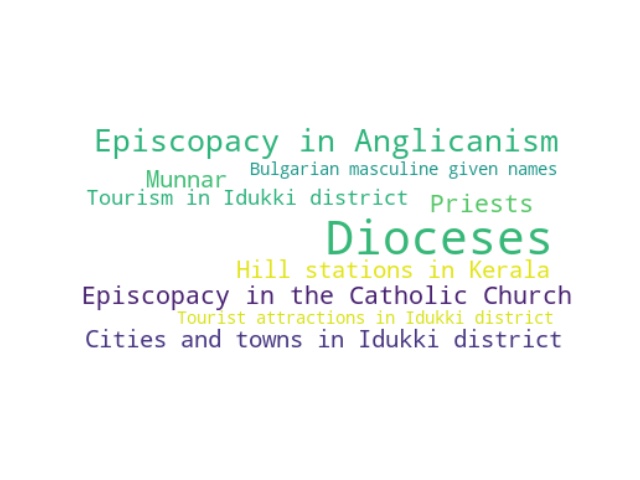 Episcopacy in Anglicanism
Bulgarian masculine given names
Munnar
Tourism in Idukki district
Priests
Dioceses
Hill stations in Kerala
Episcopacy in the Catholic Church
Tourist attractions in Idukki district
Cities and towns in Idukki district